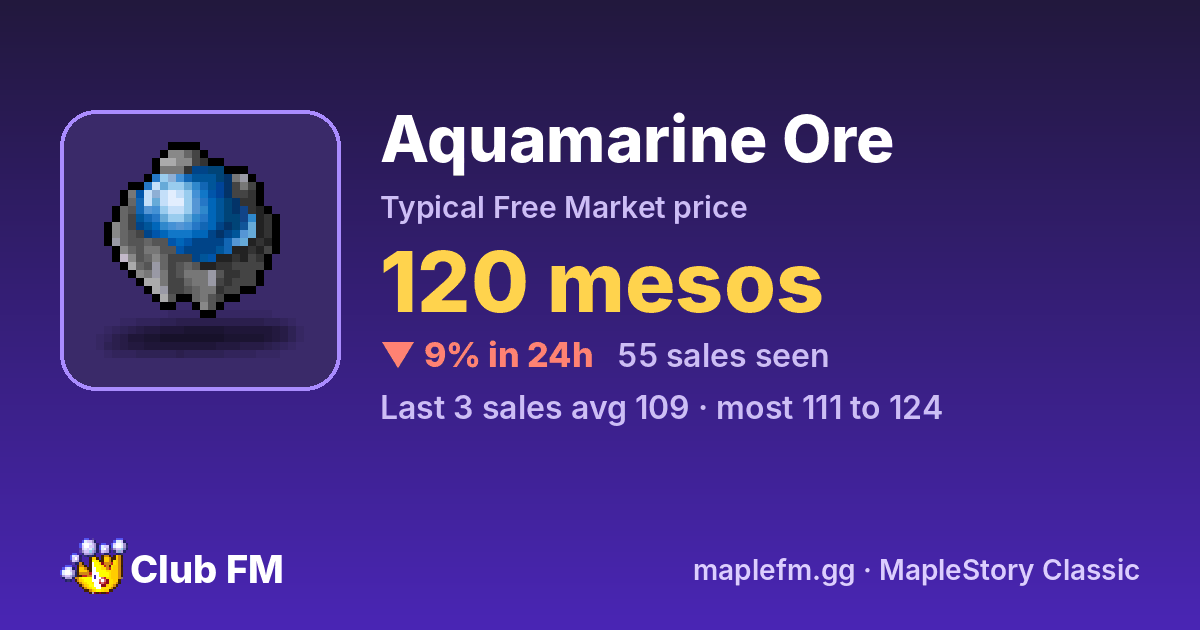 Aquamarine Ore
Typical Free Market price
120 mesos
▼ 9% in 24h 55 sales seen
Last 3 sales avg 109 · most 111 to 124
Club FM
maplefm.gg · MapleStory Classic